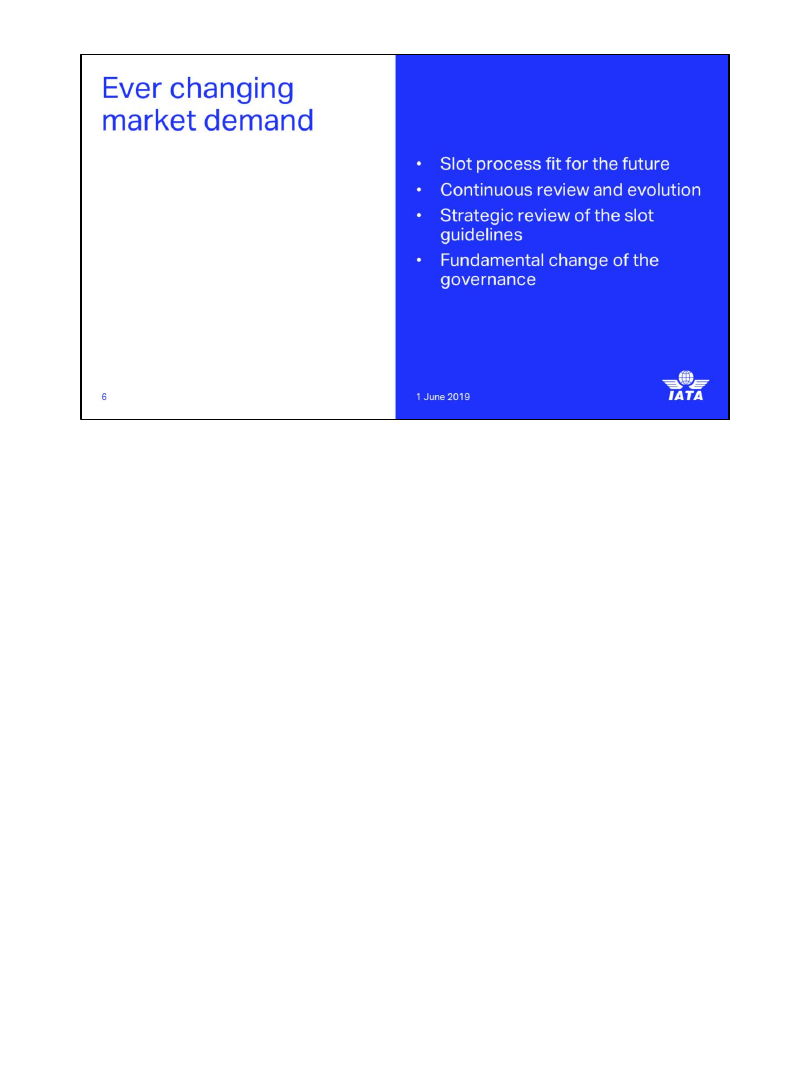 Ever changing
market demand
• Slot process fit for the future
• Continuous review and evolution
• Strategic review of the slot
guidelines
• Fundamental change of the
governance
6
1 June 2019
IATA